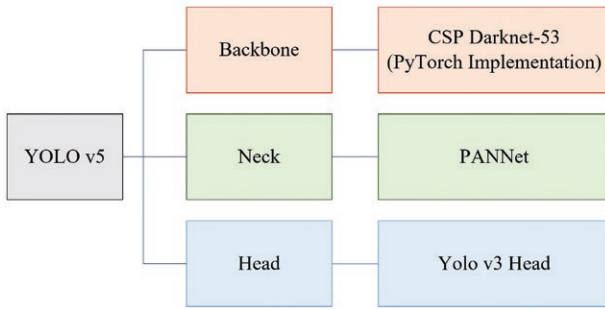 Backbone
CSP Darknet-53
(PyTorch Implementation)
YOLO v5
Neck
PANNet
Head
Yolo v3 Head